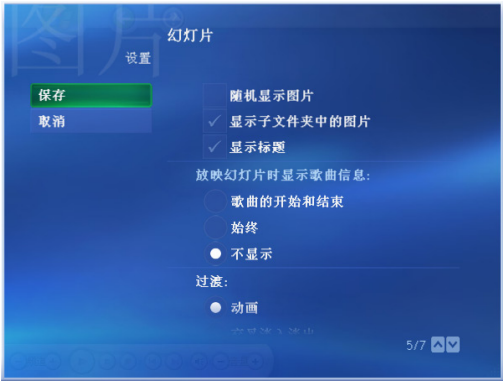 图片
设置
幻灯片
保存
取消
随机显示图片
显示子文件夹中的图片
显示标题
放映幻灯片时显示歌曲信息:
歌曲的开始和结束
始终
不显示
过渡:
动画
5/7